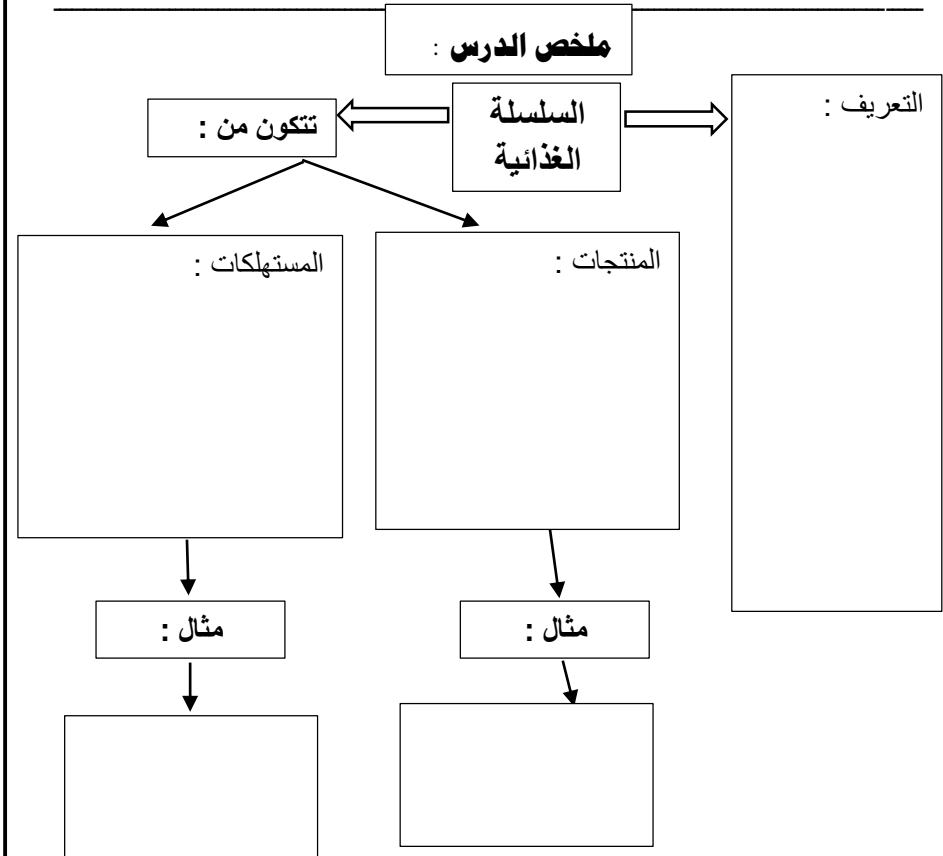 ملخص الدرس :
السلسلة
الغذائية
التعريف :
تتكون من :
المنتجات :
المستهلكات :
مثال :
مثال :